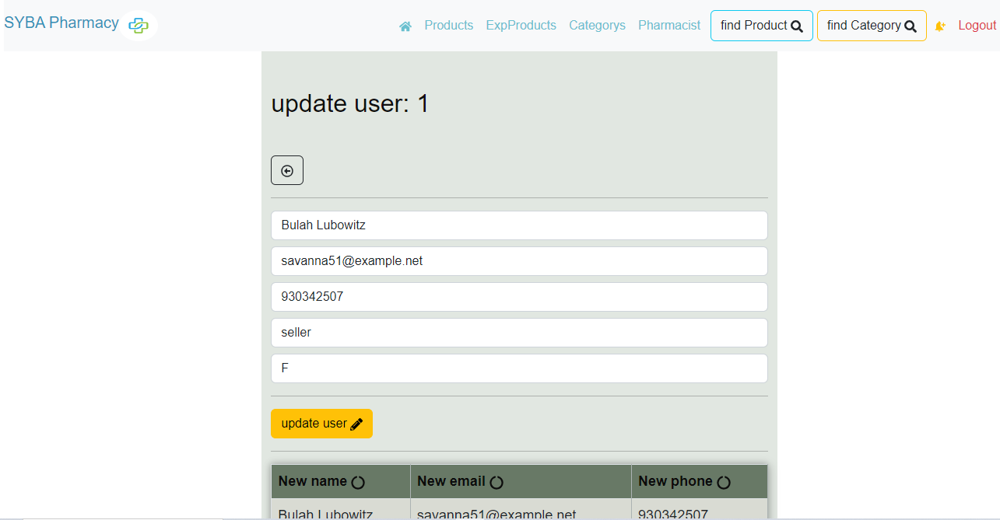 SYBA Pharmacy Products ExpProducts Categorys Pharmacist find Product find Category Logout
update user: 1
Bulah Lubowitz
savanna51@example.net
930342507
seller
F
update user
New name New email New phone
Bulah Lubowitz savanna51@example.net 930342507